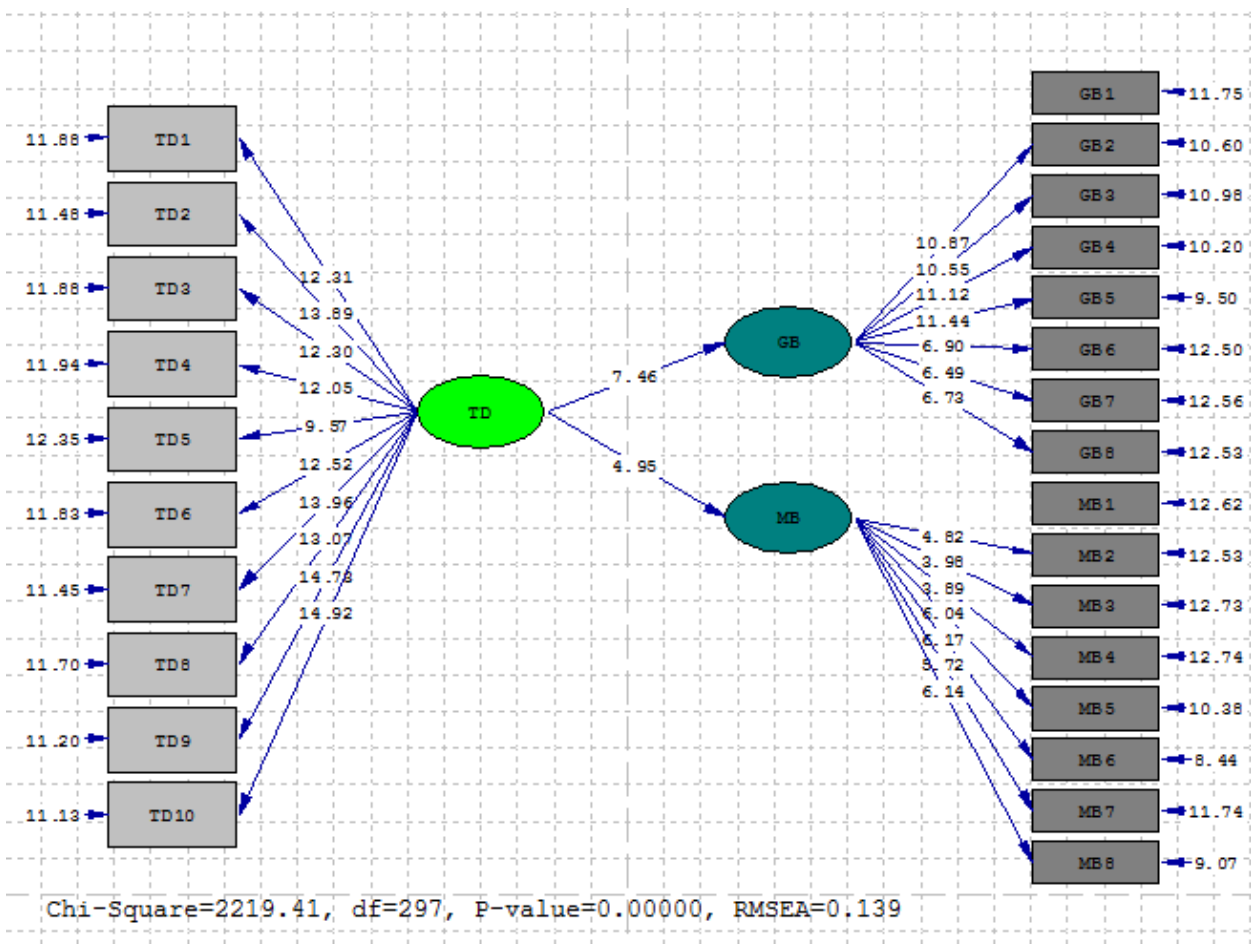 11.88 TD1
11.48 TD2
11.88 TD3
11.94 TD4
12.35 TD5
11.83 TD6
11.45 TD7
11.70 TD8
11.20 TD9
11.13 TD10
12.31
13.89
12.30
12.05
9.57
12.52
13.96
13.07
14.73
14.92
TD
7.46
4.95
GB
MB
10.87
10.55
11.12
11.44
6.90
6.49
6.73
4.82
3.98
3.89
6.04
6.17
5.72
6.14
GB1 11.75
GB2 10.60
GB3 10.98
GB4 10.20
GB5 9.50
GB6 12.50
GB7 12.56
GB8 12.53
MB1 12.62
MB2 12.53
MB3 12.73
MB4 12.74
MB5 10.38
MB6 8.44
MB7 11.74
MB8 9.07
Chi-Square=2219.41, df=297, P-value=0.00000, RMSEA=0.139